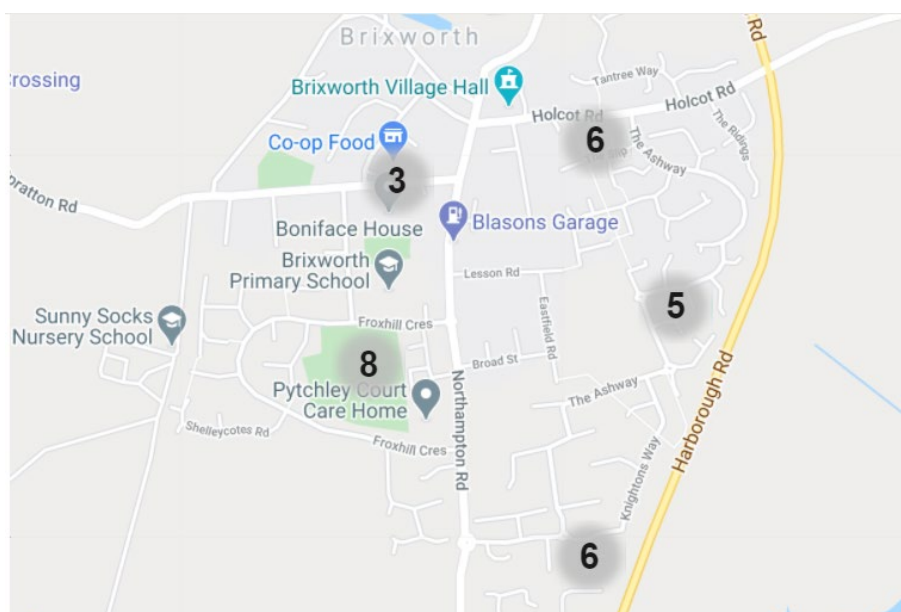 Rd
Brixworth
Crossing
Tantree Way
Brixworth Village Hall
Holcot Rd
Holcot Rd
The Ridings
Co-op Food
6
The Ashway
3
pratton Rd
Boniface House
Blasons Garage
Brixworth
Primary School
Lesson Rd
Sunny Socks
Nursery School
Froxhill Cres
Eastfield Rd
5
8
Broad St
Pytchley Court
Care Home
Northampton Rd
The Ashway
Harborough Rd
Shelleycotes Rd
Froxhill Cres
Knightons Way
6